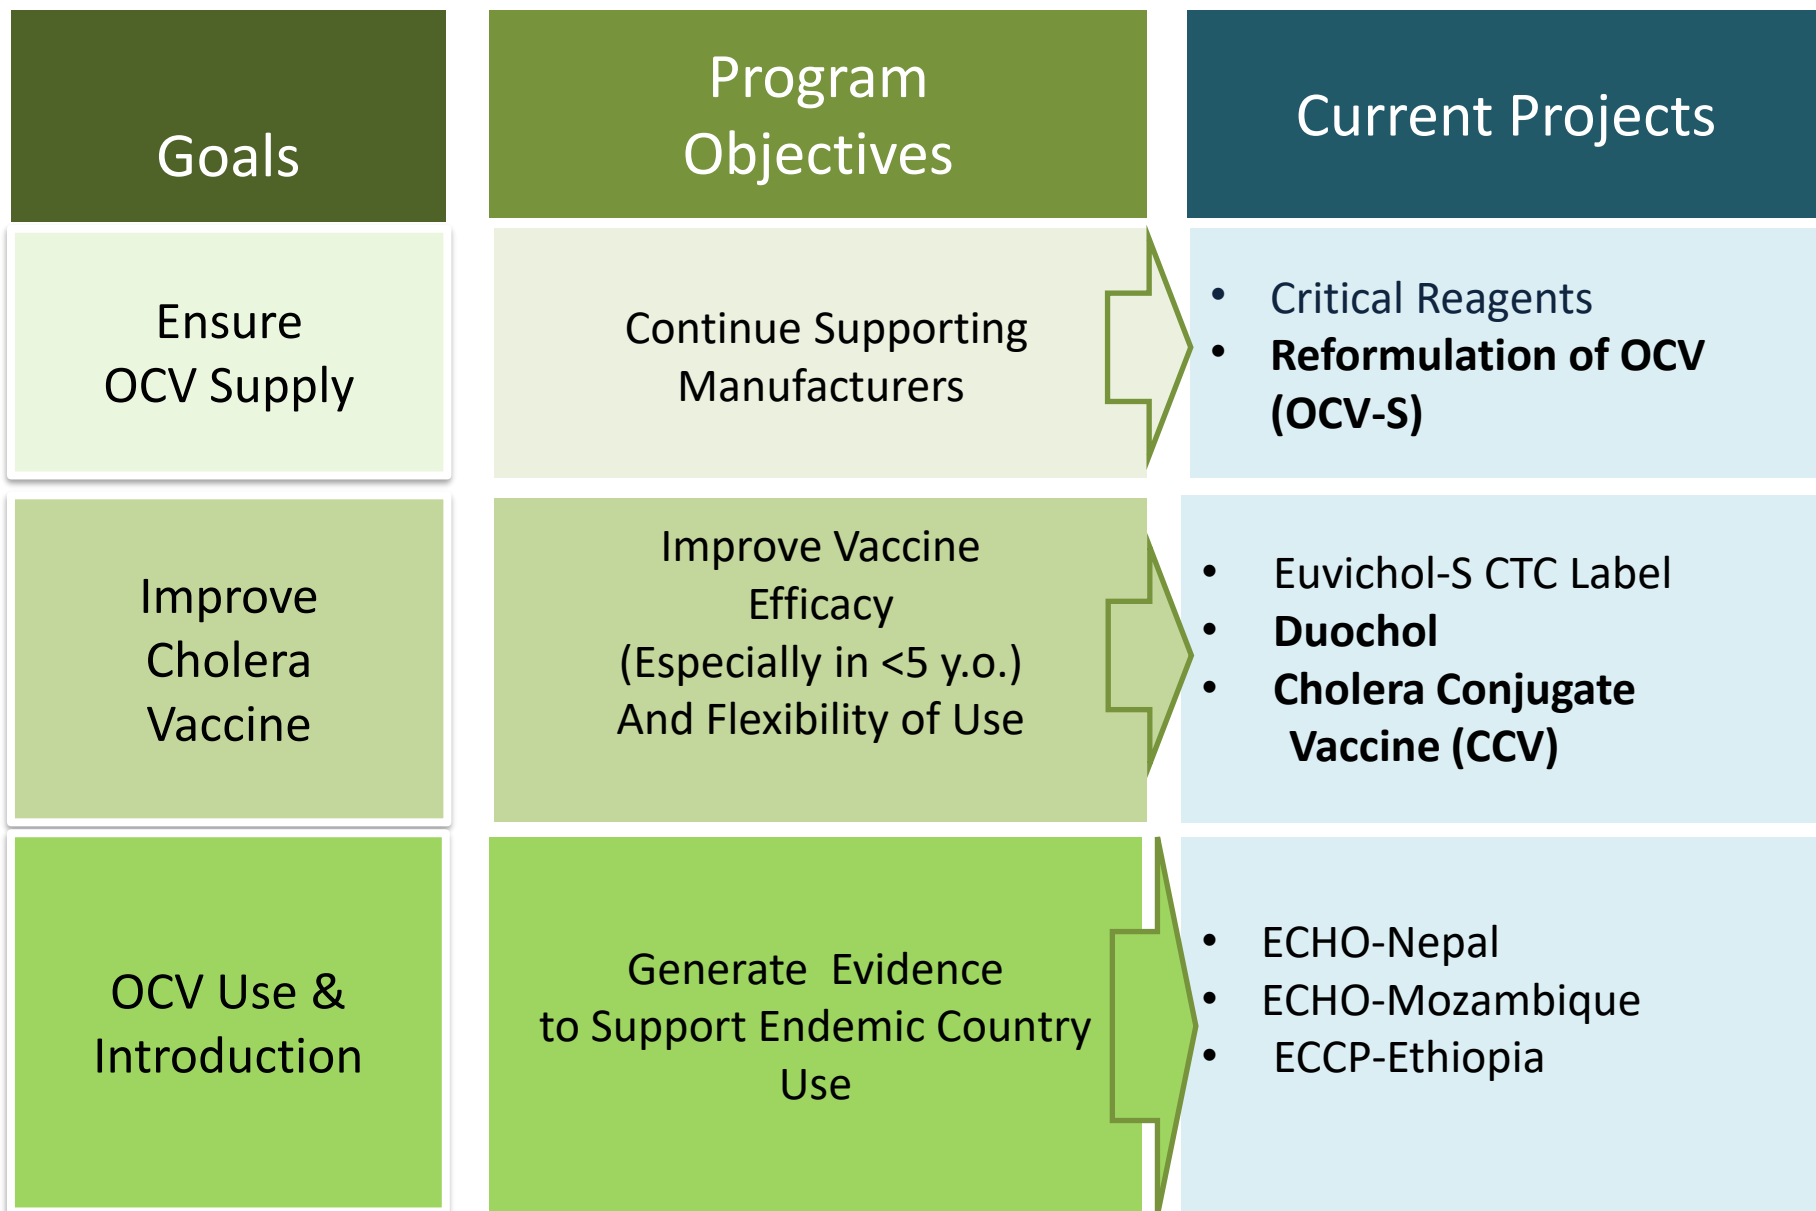 Goals
Program
Objectives
Current Projects
Ensure
OCV Supply
Continue Supporting
Manufacturers
• Critical Reagents
• Reformulation of OCV
(OCV-S)
Improve
Cholera
Vaccine
Improve Vaccine
Efficacy
(Especially in <5 y.o.)
And Flexibility of Use
• Euvichol-S CTC Label
• Duochol
• Cholera Conjugate
Vaccine (CCV)
OCV Use &
Introduction
Generate Evidence
to Support Endemic Country
Use
• ECHO-Nepal
• ECHO-Mozambique
• ECCP-Ethiopia